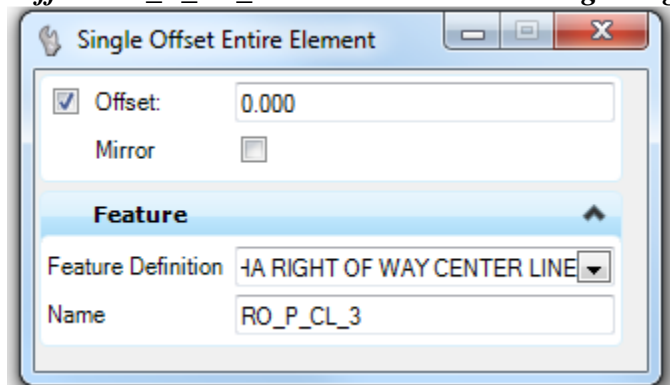 Single Offset Entire Element
Offset: 0.000
Mirror
Feature
Feature Definition HA RIGHT OF WAY CENTER LINE
Name RO_P_CL_3